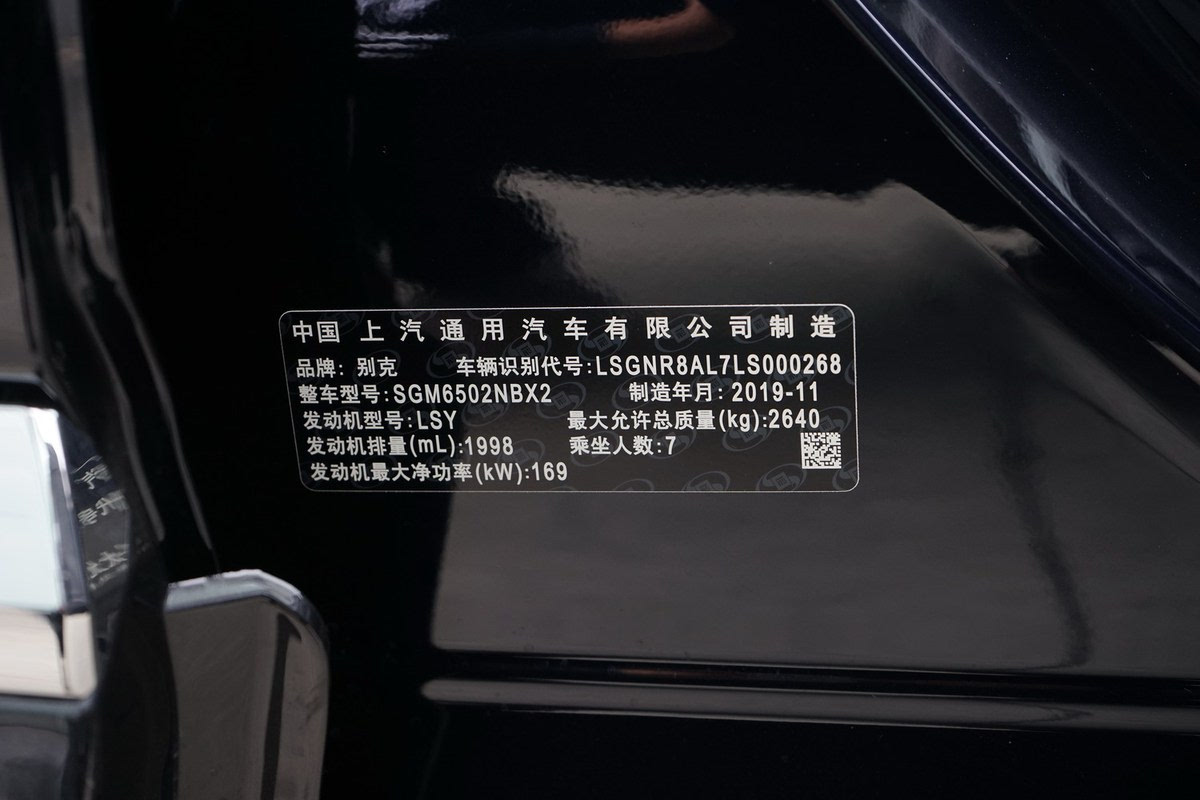 中国 上汽通用汽车有限公司制造
品牌: 别克 车辆识别代号:LSGNR8AL7LS000268
整车型号:SGM6502NBX2 制造年月: 2019-11
发动机型号:LSY 最大允许总质量(kg):2640
发动机排量(mL):1998 乘坐人数:7
发动机最大净功率(kW):169